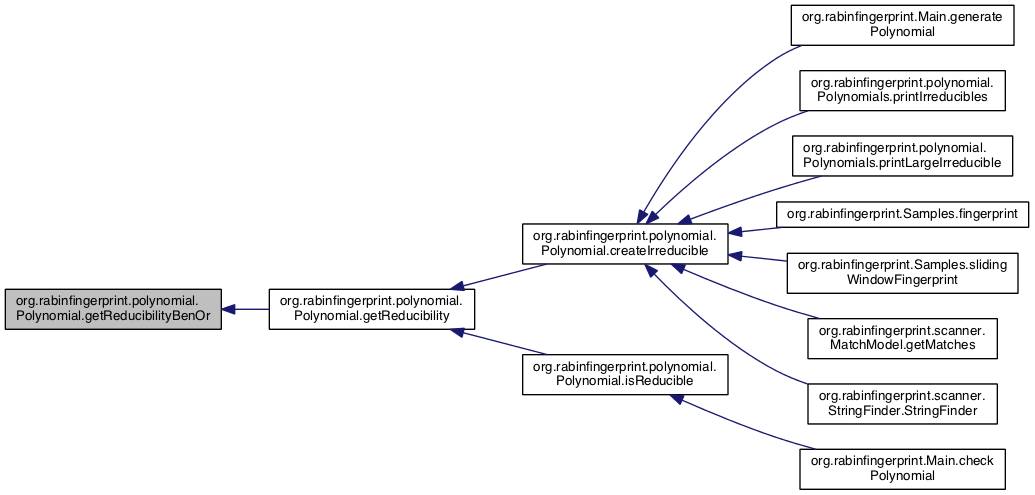 org.rabinfingerprint.Main.generate
Polynomial
org.rabinfingerprint.polynomial.
Polynomials.printIrreducibles
org.rabinfingerprint.polynomial.
Polynomials.printLargeIrreducible
org.rabinfingerprint.Samples.fingerprint
org.rabinfingerprint.polynomial.
Polynomial.createIrreducible
org.rabinfingerprint.Samples.sliding
WindowFingerprint
org.rabinfingerprint.polynomial.
Polynomial.getReducibilityBenOr
org.rabinfingerprint.polynomial.
Polynomial.getReducibility
org.rabinfingerprint.scanner.
MatchModel.getMatches
org.rabinfingerprint.polynomial.
Polynomial.isReducible
org.rabinfingerprint.scanner.
StringFinder.StringFinder
org.rabinfingerprint.Main.check
Polynomial